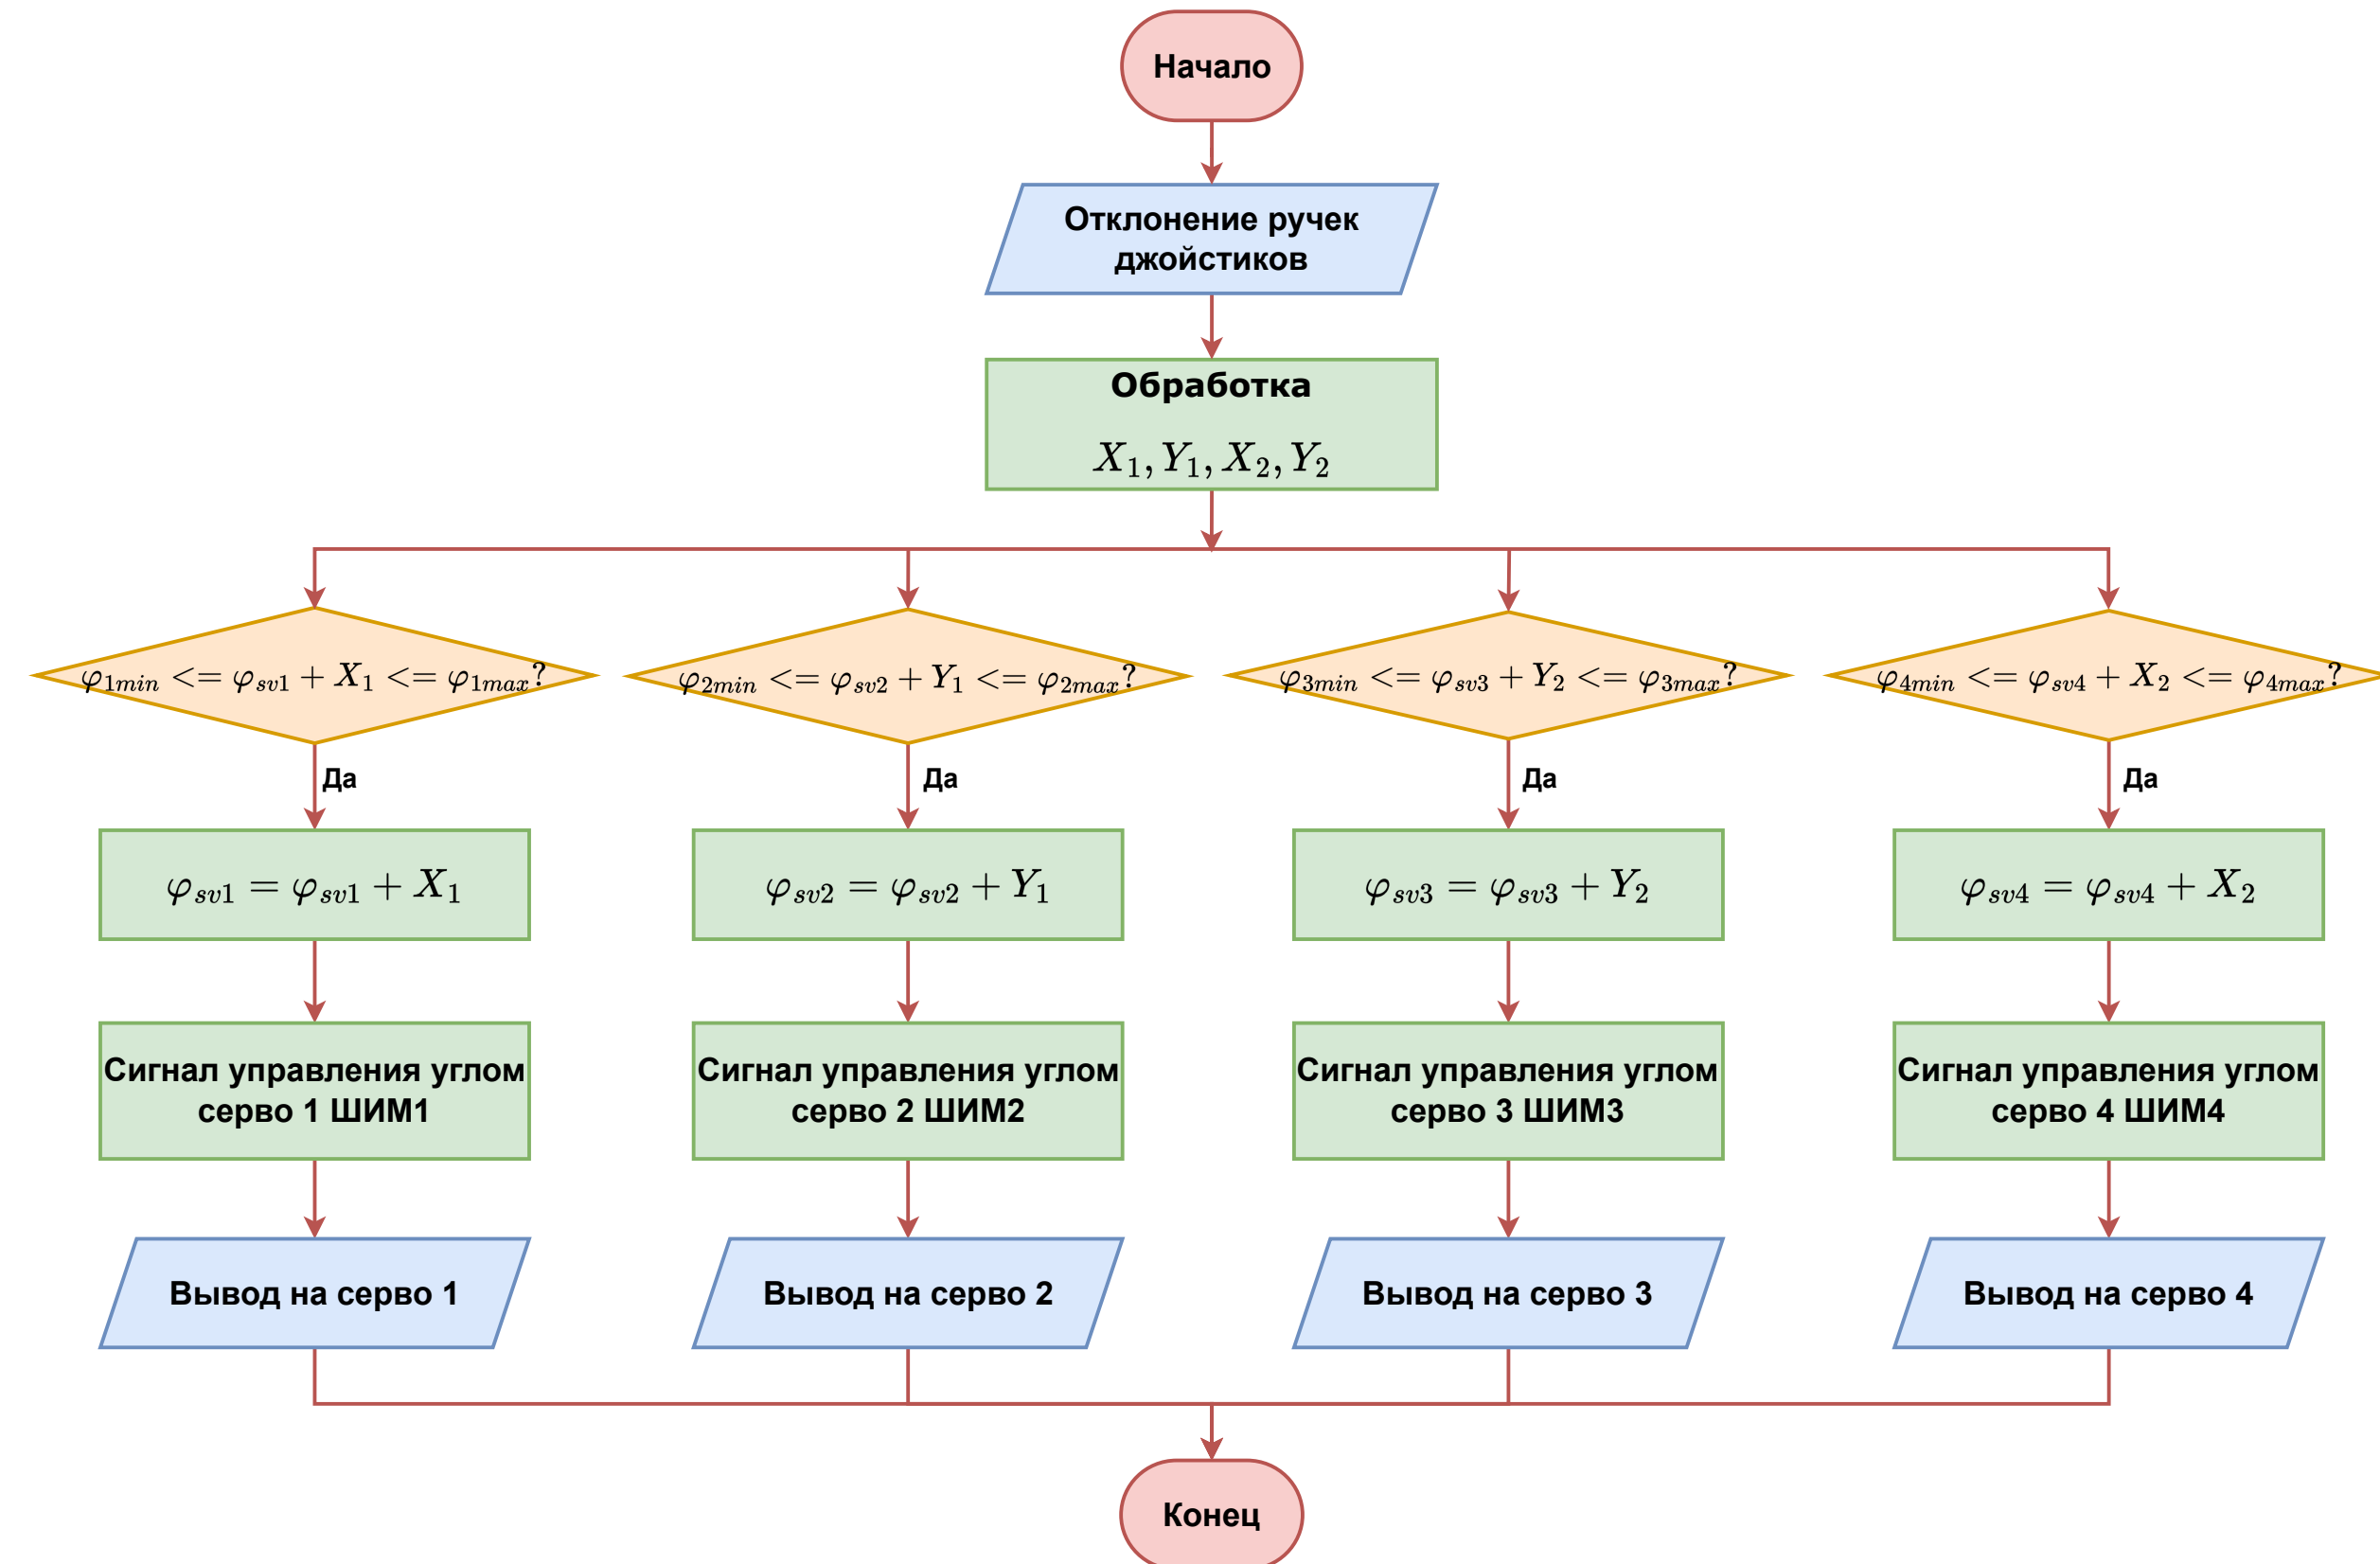 Начало
Отклонение ручек
джойстиков
Обработка
X₁, Y₁, X₂, Y₂
φ₁ₘᵢₙ <= φₛᵥ₁ + X₁ <= φ₁ₘₐₓ?
φ₂ₘᵢₙ <= φₛᵥ₂ + Y₁ <= φ₂ₘₐₓ?
φ₃ₘᵢₙ <= φₛᵥ₃ + Y₂ <= φ₃ₘₐₓ?
φ₄ₘᵢₙ <= φₛᵥ₄ + X₂ <= φ₄ₘₐₓ?
Да
Да
Да
Да
φₛᵥ₁ = φₛᵥ₁ + X₁
φₛᵥ₂ = φₛᵥ₂ + Y₁
φₛᵥ₃ = φₛᵥ₃ + Y₂
φₛᵥ₄ = φₛᵥ₄ + X₂
Сигнал управления углом
серво 1 ШИМ1
Сигнал управления углом
серво 2 ШИМ2
Сигнал управления углом
серво 3 ШИМ3
Сигнал управления углом
серво 4 ШИМ4
Вывод на серво 1
Вывод на серво 2
Вывод на серво 3
Вывод на серво 4
Конец